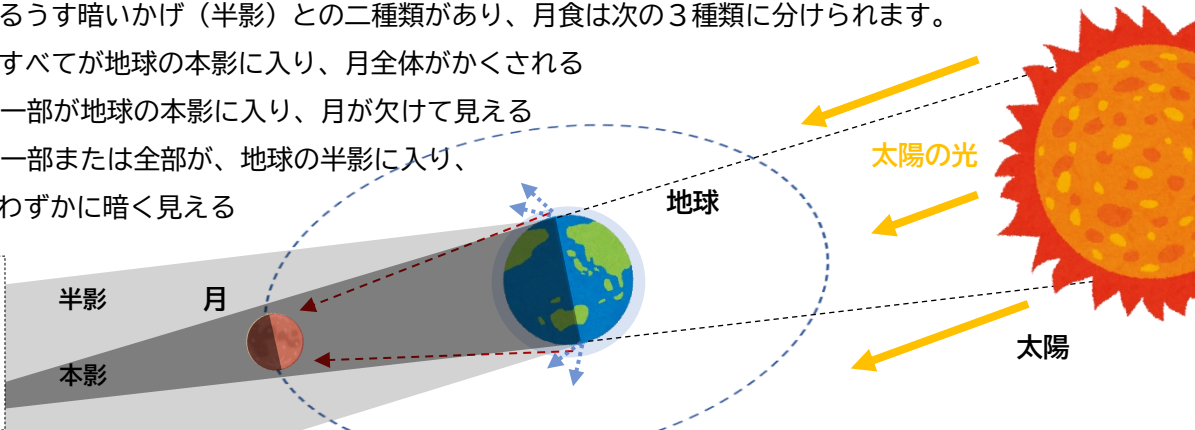 るうす暗いかげ（半影）との二種類があり、月食は次の３種類に分けられます。
すべてが地球の本影に入り、月全体がかくされる
一部が地球の本影に入り、月が欠けて見える
一部または全部が、地球の半影に入り、
わずかに暗く見える
太陽の光
地球
半影
月
太陽
本影